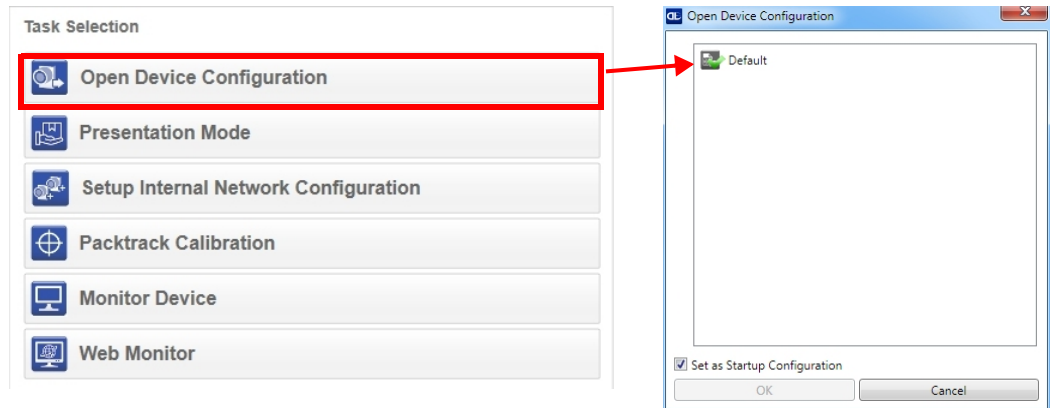 Task Selection
Open Device Configuration
Presentation Mode
Setup Internal Network Configuration
Packtrack Calibration
Monitor Device
Web Monitor
DL Open Device Configuration X
Default
Set as Startup Configuration
OK Cancel